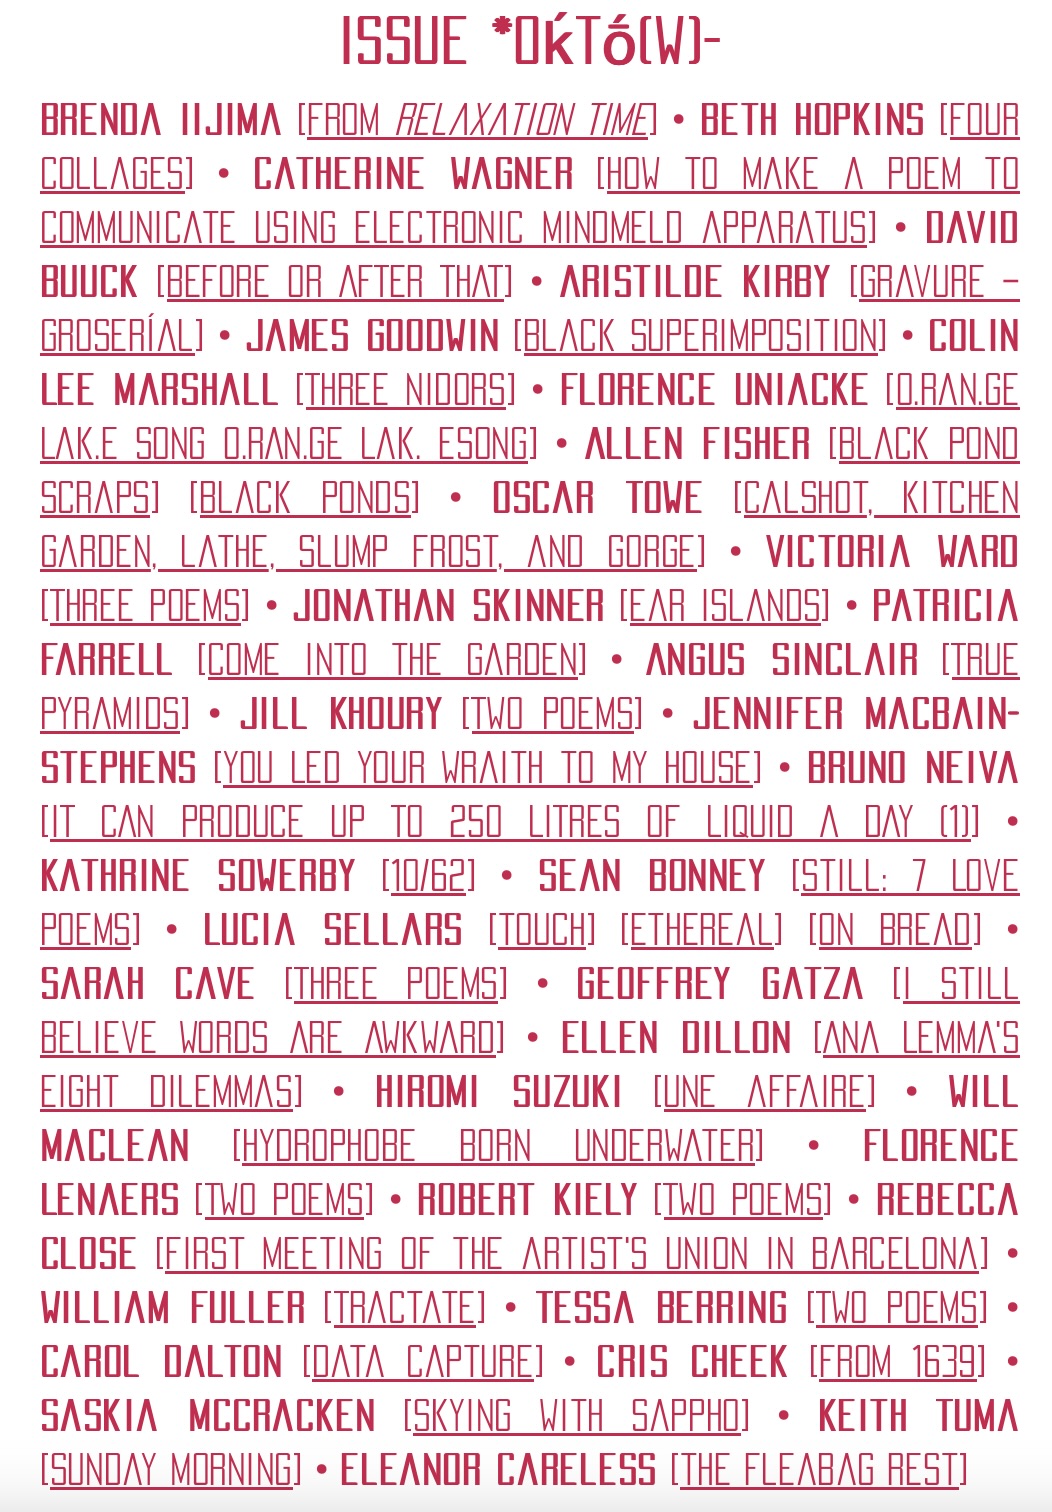 ISSUE *OḰTṒ(W)-
BRENDA IIJIMA [FROM RELAXATION TIME] • BETH HOPKINS [FOUR
COLLAGES] • CATHERINE WAGNER [HOW TO MAKE A POEM TO
COMMUNICATE USING ELECTRONIC MINDMELD APPARATUS] • DAVID
BUUCK [BEFORE OR AFTER THAT] • ARISTILDE KIRBY [GRAVURE –
GROSERÍAL] • JAMES GOODWIN [BLACK SUPERIMPOSITION] • COLIN
LEE MARSHALL [THREE NIDORS] • FLORENCE UNIACKE [O.RAN.GE
LAK.E SONG O.RAN.GE LAK. ESONG] • ALLEN FISHER [BLACK POND
SCRAPS] [BLACK PONDS] • OSCAR TOWE [CALSHOT, KITCHEN
GARDEN, LATHE, SLUMP FROST, AND GORGE] • VICTORIA WARD
[THREE POEMS] • JONATHAN SKINNER [EAR ISLANDS] • PATRICIA
FARRELL [COME INTO THE GARDEN] • ANGUS SINCLAIR [TRUE
PYRAMIDS] • JILL KHOURY [TWO POEMS] • JENNIFER MACBAIN-
STEPHENS [YOU LED YOUR WRAITH TO MY HOUSE] • BRUNO NEIVA
[IT CAN PRODUCE UP TO 250 LITRES OF LIQUID A DAY (1)] •
KATHRINE SOWERBY [10/62] • SEAN BONNEY [STILL: 7 LOVE
POEMS] • LUCIA SELLARS [TOUCH] [ETHEREAL] [ON BREAD] •
SARAH CAVE [THREE POEMS] • GEOFFREY GATZA [I STILL
BELIEVE WORDS ARE AWKWARD] • ELLEN DILLON [ANA LEMMA'S
EIGHT DILEMMAS] • HIROMI SUZUKI [UNE AFFAIRE] • WILL
MACLEAN [HYDROPHOBE BORN UNDERWATER] • FLORENCE
LENAERS [TWO POEMS] • ROBERT KIELY [TWO POEMS] • REBECCA
CLOSE [FIRST MEETING OF THE ARTIST'S UNION IN BARCELONA] •
WILLIAM FULLER [TRACTATE] • TESSA BERRING [TWO POEMS] •
CAROL DALTON [DATA CAPTURE] • CRIS CHEEK [FROM 1639] •
SASKIA MCCRACKEN [SKYING WITH SAPPHO] • KEITH TUMA
[SUNDAY MORNING] • ELEANOR CARELESS [THE FLEABAG REST]